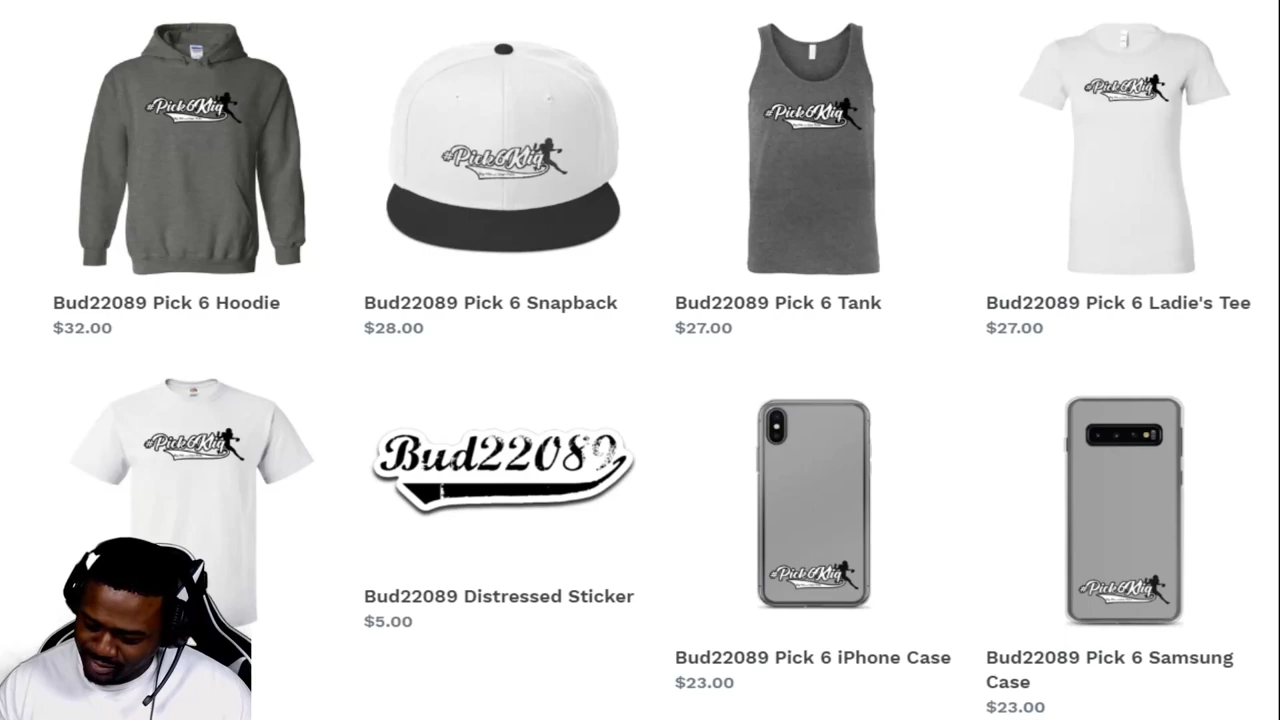 #Pick6Kliq
#Pick6Kliq
#Pick6Kliq
#Pick6Kliq
Bud22089 Pick 6 Hoodie
$32.00
Bud22089 Pick 6 Snapback
$28.00
Bud22089 Pick 6 Tank
$27.00
Bud22089 Pick 6 Ladie's Tee
$27.00
#Pick6Kliq
Bud22089
#Pick6Kliq
#Pick6Kliq
Bud22089 Distressed Sticker
$5.00
Bud22089 Pick 6 iPhone Case
$23.00
Bud22089 Pick 6 Samsung
Case
$23.00